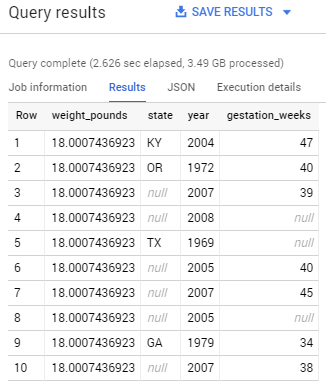 Query results SAVE RESULTS
Query complete (2.626 sec elapsed, 3.49 GB processed)
Job information Results JSON Execution details
Row weight_pounds state year gestation_weeks
1 18.0007436923 KY 2004 47
2 18.0007436923 OR 1972 40
3 18.0007436923 null 2007 39
4 18.0007436923 null 2008 null
5 18.0007436923 TX 1969 null
6 18.0007436923 null 2005 40
7 18.0007436923 null 2007 45
8 18.0007436923 null 2005 null
9 18.0007436923 GA 1979 34
10 18.0007436923 null 2007 38